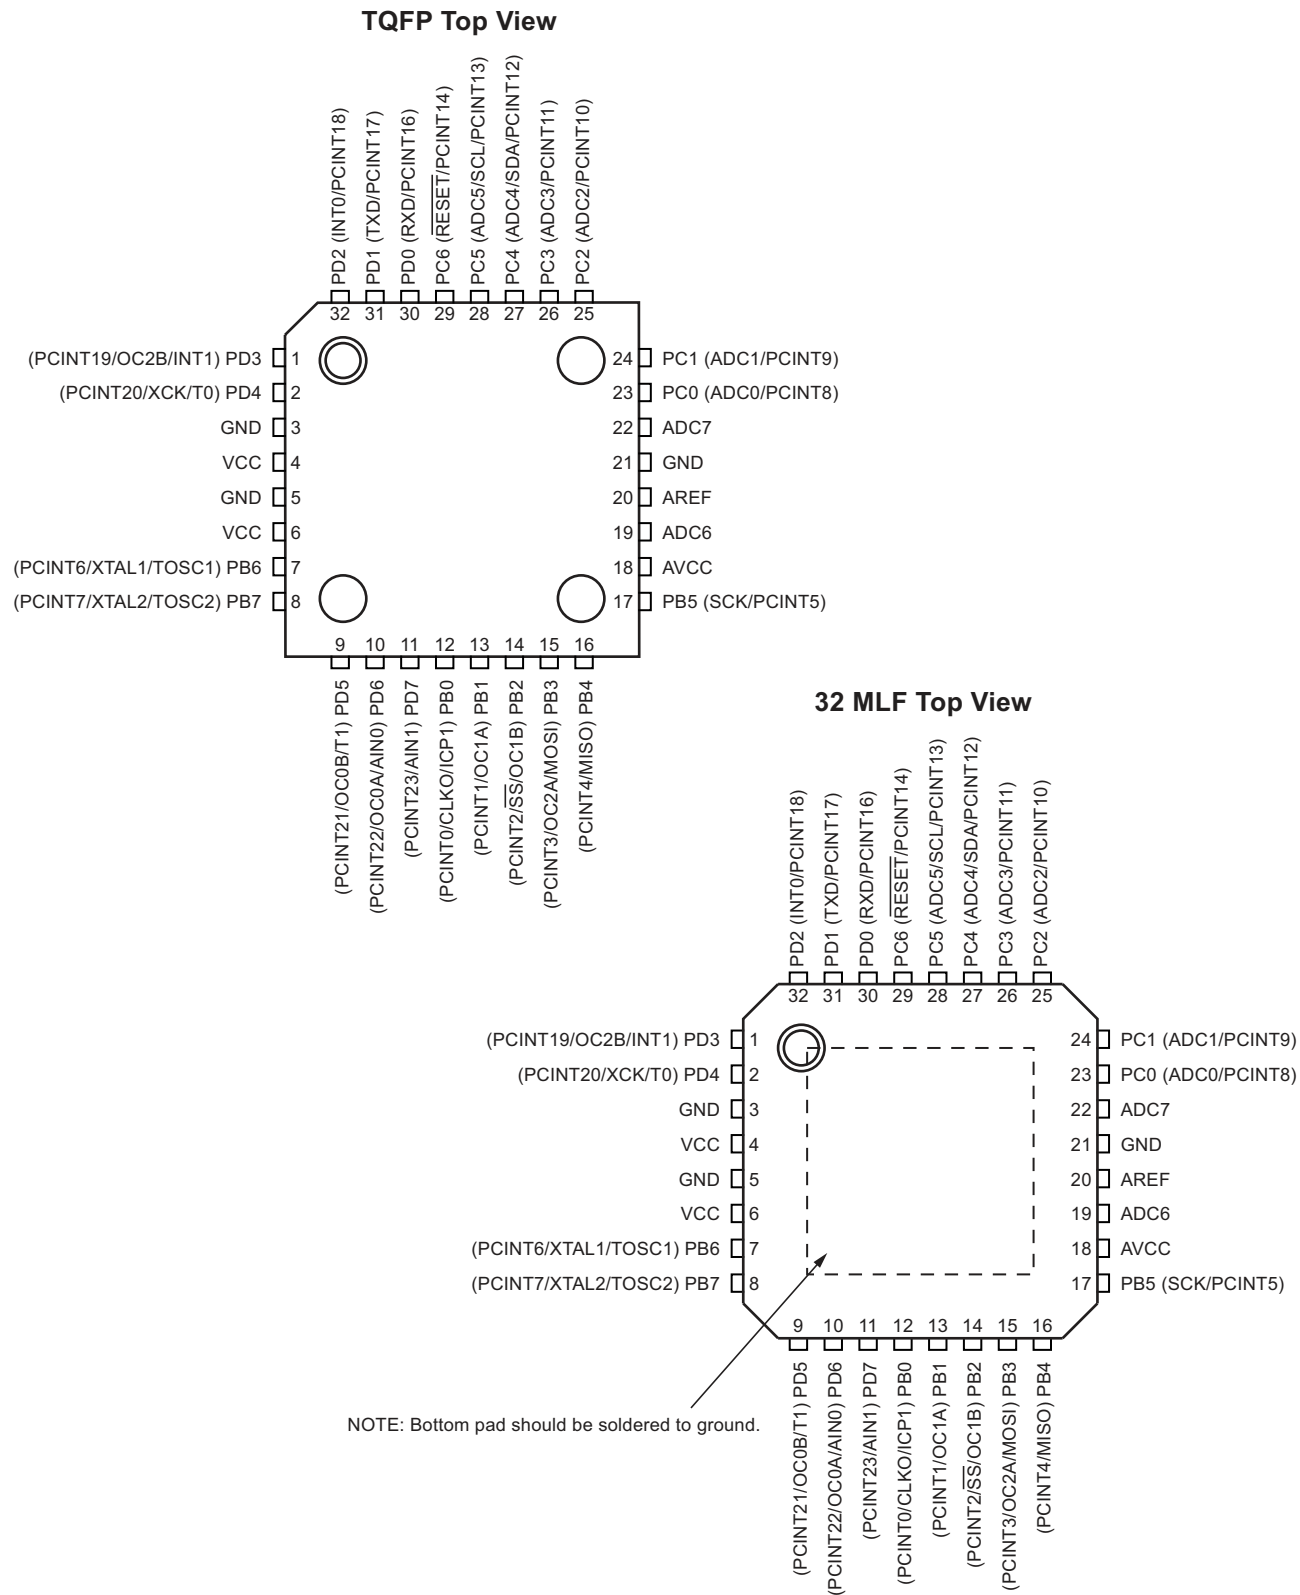 TQFP Top View
PD2 (INT0/PCINT18)
PD1 (TXD/PCINT17)
PD0 (RXD/PCINT16)
PC6 (RESET/PCINT14)
PC5 (ADC5/SCL/PCINT13)
PC4 (ADC4/SDA/PCINT12)
PC3 (ADC3/PCINT11)
PC2 (ADC2/PCINT10)
32 31 30 29 28 27 26 25
(PCINT19/OC2B/INT1) PD3 1
(PCINT20/XCK/T0) PD4 2
GND 3
VCC 4
GND 5
VCC 6
(PCINT6/XTAL1/TOSC1) PB6 7
(PCINT7/XTAL2/TOSC2) PB7 8
24 PC1 (ADC1/PCINT9)
23 PC0 (ADC0/PCINT8)
22 ADC7
21 GND
20 AREF
19 ADC6
18 AVCC
17 PB5 (SCK/PCINT5)
9 10 11 12 13 14 15 16
(PCINT21/OC0B/T1) PD5
(PCINT22/OC0A/AIN0) PD6
(PCINT23/AIN1) PD7
(PCINT0/CLKO/ICP1) PB0
(PCINT1/OC1A) PB1
(PCINT2/SS/OC1B) PB2
(PCINT3/OC2A/MOSI) PB3
(PCINT4/MISO) PB4
32 MLF Top View
PD2 (INT0/PCINT18)
PD1 (TXD/PCINT17)
PD0 (RXD/PCINT16)
PC6 (RESET/PCINT14)
PC5 (ADC5/SCL/PCINT13)
PC4 (ADC4/SDA/PCINT12)
PC3 (ADC3/PCINT11)
PC2 (ADC2/PCINT10)
32 31 30 29 28 27 26 25
(PCINT19/OC2B/INT1) PD3 1
(PCINT20/XCK/T0) PD4 2
GND 3
VCC 4
GND 5
VCC 6
(PCINT6/XTAL1/TOSC1) PB6 7
(PCINT7/XTAL2/TOSC2) PB7 8
24 PC1 (ADC1/PCINT9)
23 PC0 (ADC0/PCINT8)
22 ADC7
21 GND
20 AREF
19 ADC6
18 AVCC
17 PB5 (SCK/PCINT5)
9 10 11 12 13 14 15 16
(PCINT21/OC0B/T1) PD5
(PCINT22/OC0A/AIN0) PD6
(PCINT23/AIN1) PD7
(PCINT0/CLKO/ICP1) PB0
(PCINT1/OC1A) PB1
(PCINT2/SS/OC1B) PB2
(PCINT3/OC2A/MOSI) PB3
(PCINT4/MISO) PB4
NOTE: Bottom pad should be soldered to ground.